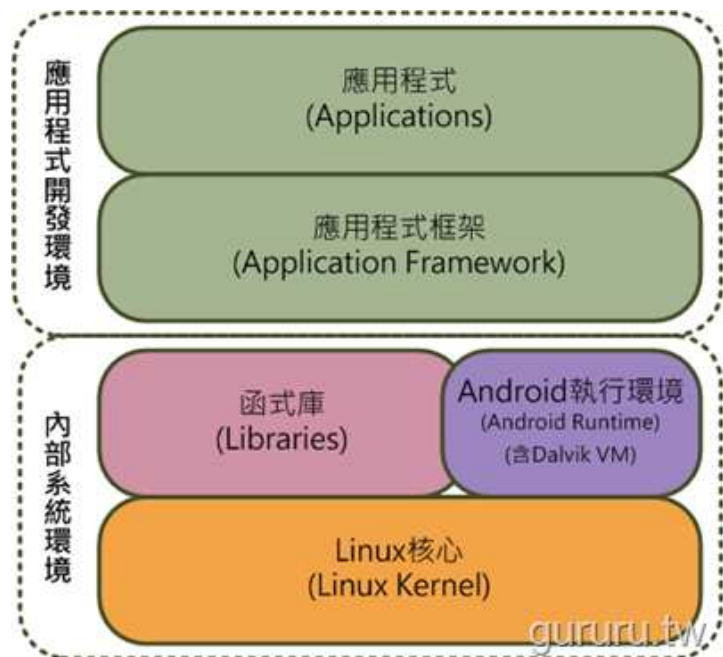 應用程式開發環境
應用程式
(Applications)
應用程式框架
(Application Framework)
內部系統環境
函式庫
(Libraries)
Android執行環境
(Android Runtime)
(含Dalvik VM)
Linux核心
(Linux Kernel)
gururu.tw